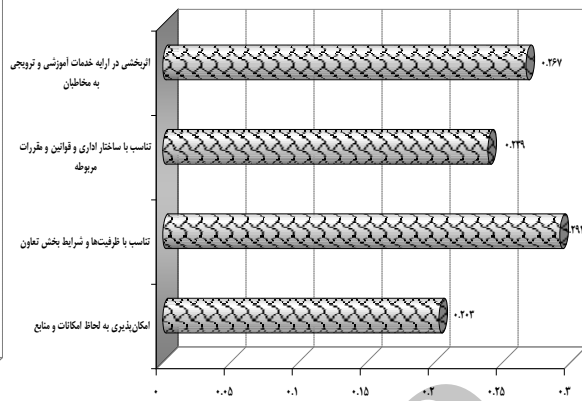 اثربخشی در ارایه خدمات آموزشی و ترویجی
به مخاطبان
۰.۲۶۷
تناسب با ساختار اداری و قوانین و مقررات
مربوطه
۰.۲۳۹
تناسب با ظرفیت‌ها و شرایط بخش تعاون
امکان‌پذیری به لحاظ امکانات و منابع
۰.۲۰۳
۰ ۰.۰۵ ۰.۱ ۰.۱۵ ۰.۲ ۰.۲۵ ۰.۳